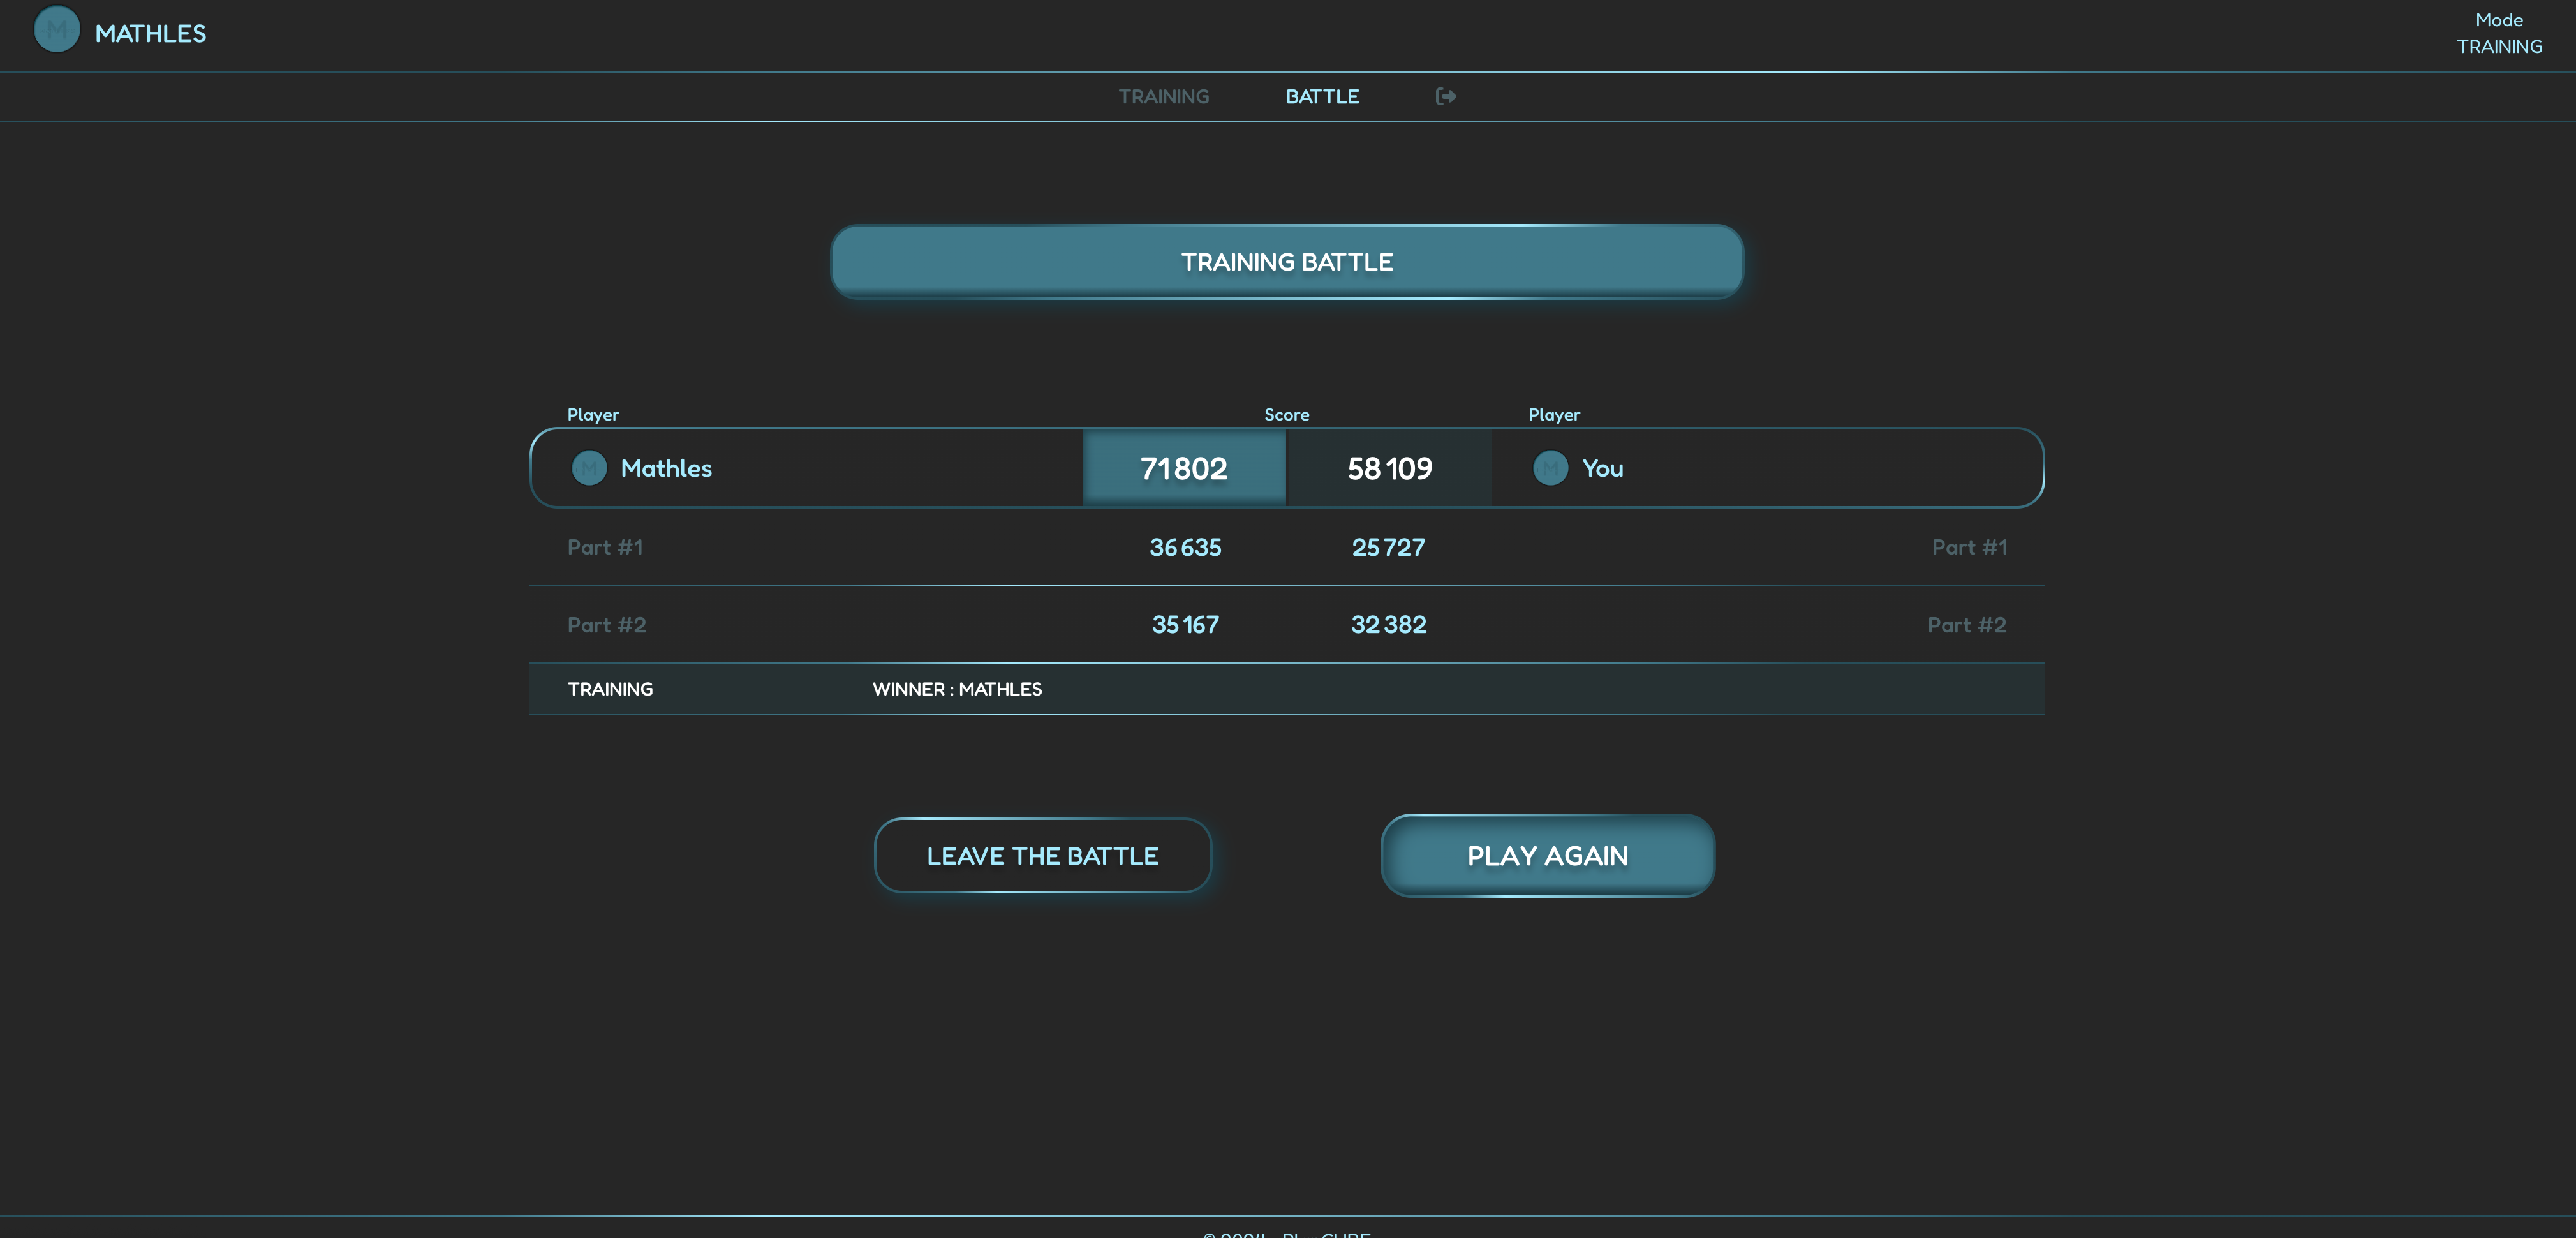 MATHLES
Mode
TRAINING
TRAINING BATTLE
TRAINING BATTLE
Player Score Player
Mathles 71 802 58 109 You
Part #1 36 635 25 727 Part #1
Part #2 35 167 32 382 Part #2
TRAINING WINNER : MATHLES
LEAVE THE BATTLE PLAY AGAIN